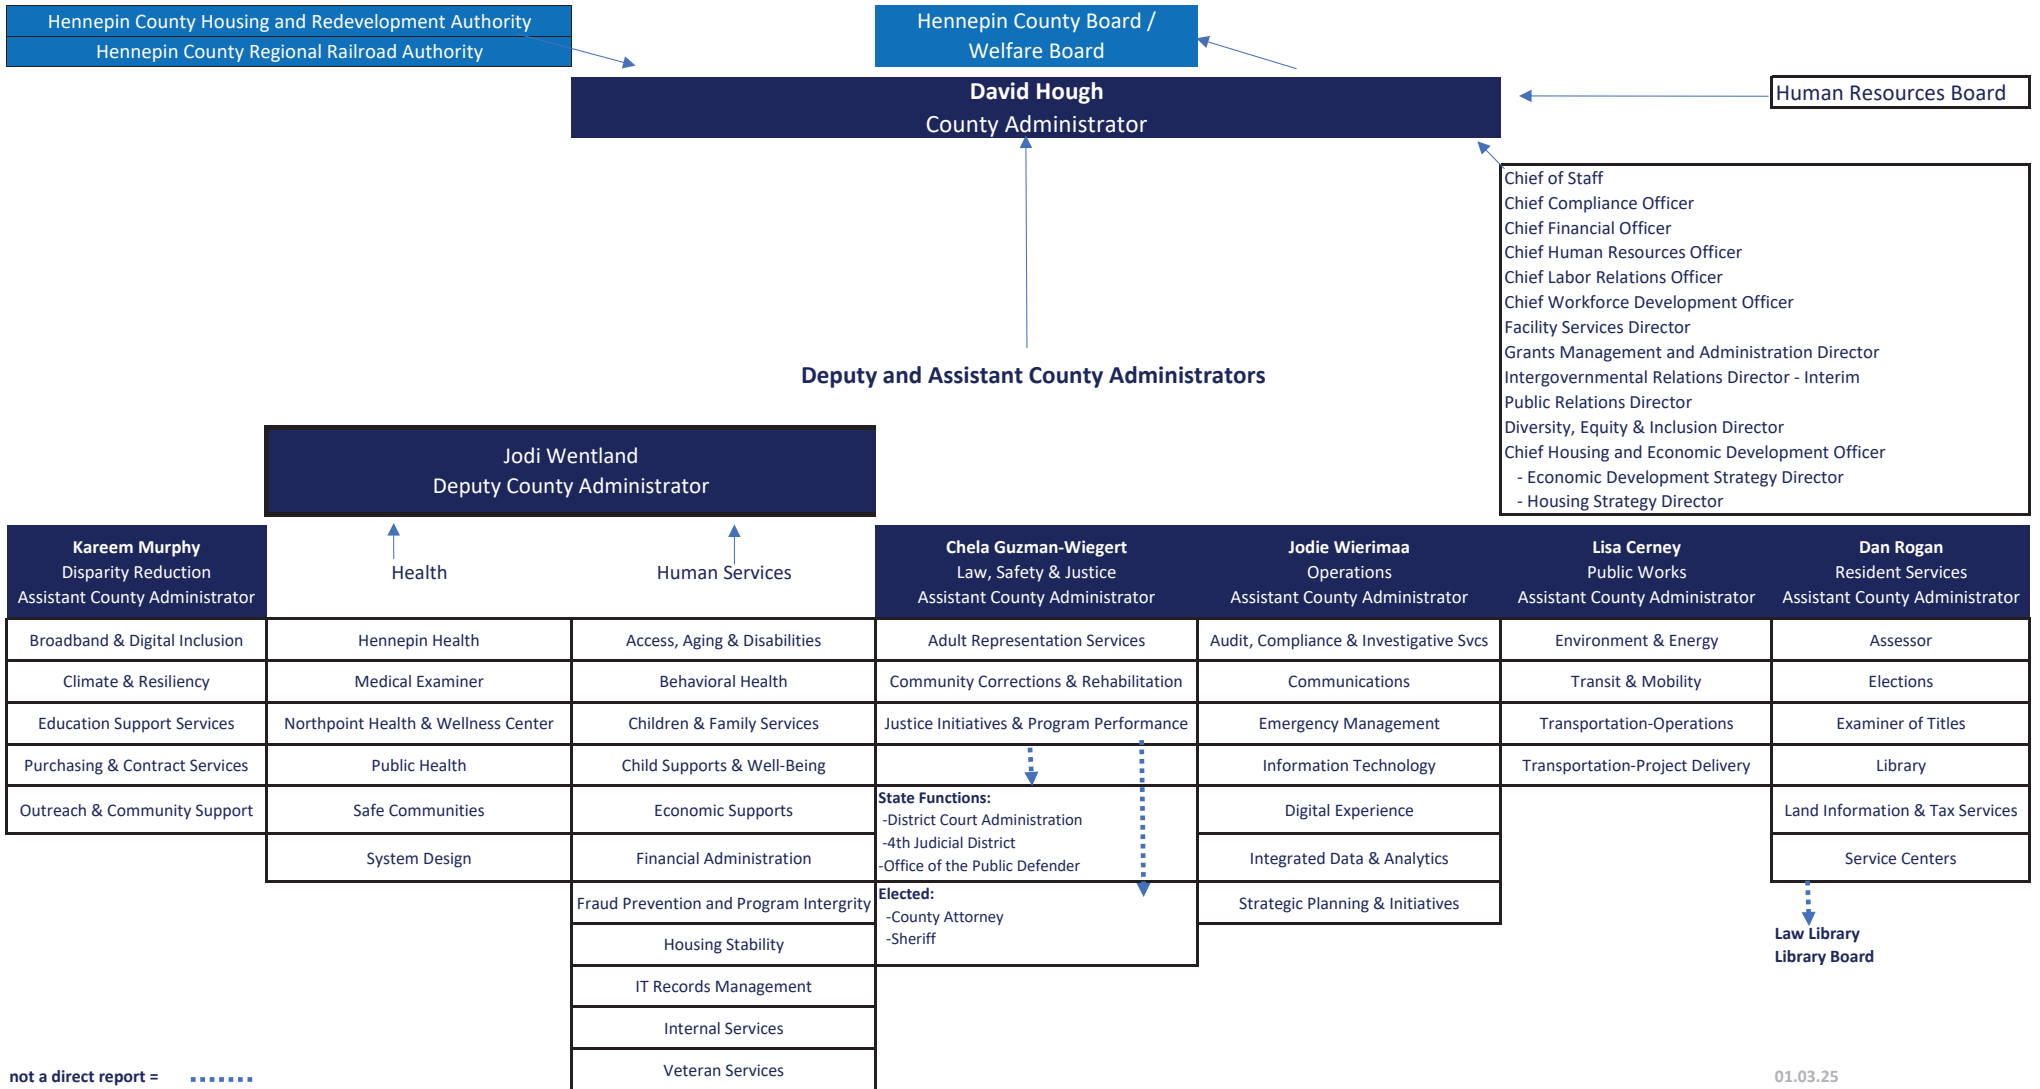 Hennepin County Housing and Redevelopment Authority
Hennepin County Regional Railroad Authority
Hennepin County Board /
Welfare Board
David Hough
County Administrator
Human Resources Board
Chief of Staff
Chief Compliance Officer
Chief Financial Officer
Chief Human Resources Officer
Chief Labor Relations Officer
Chief Workforce Development Officer
Facility Services Director
Grants Management and Administration Director
Intergovernmental Relations Director - Interim
Public Relations Director
Diversity, Equity & Inclusion Director
Chief Housing and Economic Development Officer
- Economic Development Strategy Director
- Housing Strategy Director
Deputy and Assistant County Administrators
Jodi Wentland
Deputy County Administrator
Kareem Murphy
Disparity Reduction
Assistant County Administrator
Broadband & Digital Inclusion
Climate & Resiliency
Education Support Services
Purchasing & Contract Services
Outreach & Community Support
Health
Hennepin Health
Medical Examiner
Northpoint Health & Wellness Center
Public Health
Safe Communities
System Design
Human Services
Access, Aging & Disabilities
Behavioral Health
Children & Family Services
Child Supports & Well-Being
Economic Supports
Financial Administration
Fraud Prevention and Program Intergrity
Housing Stability
IT Records Management
Internal Services
Veteran Services
Chela Guzman-Wiegert
Law, Safety & Justice
Assistant County Administrator
Adult Representation Services
Community Corrections & Rehabilitation
Justice Initiatives & Program Performance
State Functions:
-District Court Administration
-4th Judicial District
-Office of the Public Defender
Elected:
-County Attorney
-Sheriff
Jodie Wierimaa
Operations
Assistant County Administrator
Audit, Compliance & Investigative Svcs
Communications
Emergency Management
Information Technology
Digital Experience
Integrated Data & Analytics
Strategic Planning & Initiatives
Lisa Cerney
Public Works
Assistant County Administrator
Environment & Energy
Transit & Mobility
Transportation-Operations
Transportation-Project Delivery
Dan Rogan
Resident Services
Assistant County Administrator
Assessor
Elections
Examiner of Titles
Library
Land Information & Tax Services
Service Centers
Law Library
Library Board
not a direct report =
01.03.25